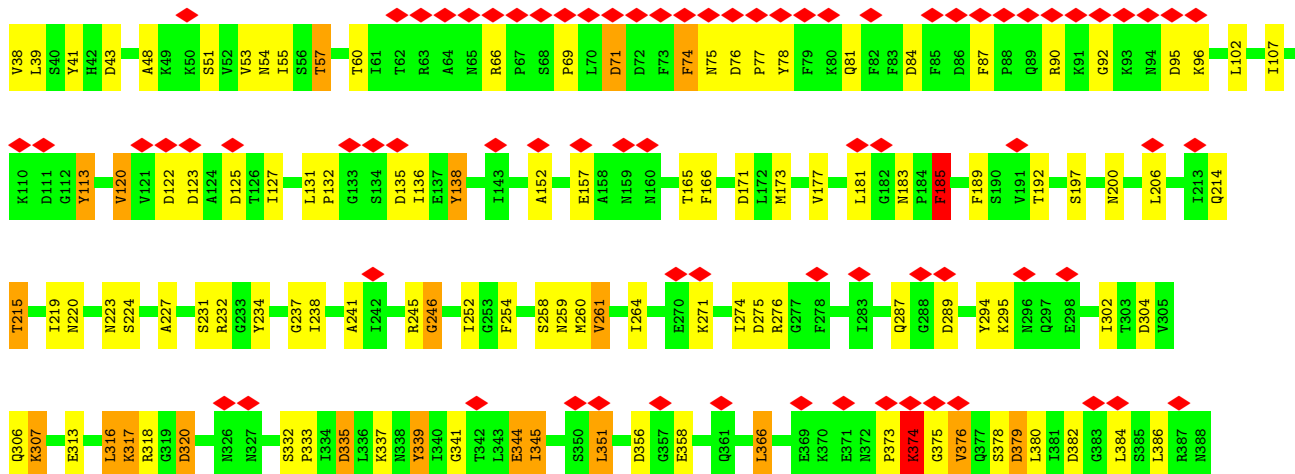 V38 L39 S40 Y41 H42 D43 A48 K49 K50 S51 V52 V53 N54 I55 S56 T57 T60 I61 T62 R63 A64 N65 R66 P67 S68 P69 L70 D71 D72 F73 F74 N75 D76 P77 Y78 F79 K80 Q81 F82 F83 D84 F85 D86 F87 P88 Q89 R90 K91 G92 K93 N94 D95 K96 L102 I107
K110 D111 G112 Y113 V120 V121 D122 D123 A124 D125 T126 I127 L131 P132 G133 S134 D135 I136 E137 Y138 I143 A152 E157 A158 N159 N160 T165 F166 D171 L172 M173 V177 L181 G182 N183 P184 F185 F189 S190 V191 T192 S197 N200 L206 I213 Q214
T215 I219 N220 N223 S224 A227 S231 R232 G233 Y234 G237 I238 A241 I242 R245 G246 I252 G253 F254 S258 N259 M260 V261 I264 E270 K271 I274 D275 R276 G277 F278 I283 Q287 G288 D289 Y294 K295 N296 Q297 E298 I302 T303 D304 V305
Q306 K307 E313 L316 K317 R318 G319 D320 N326 N327 S332 P333 I334 D335 L336 K337 N338 Y339 I340 G341 T342 L343 E344 I345 S350 L351 D356 G357 E358 Q361 L366 E369 K370 E371 N372 P373 K374 G375 V376 Q377 S378 D379 L380 I381 D382 G383 L384 S385 L386 R387 N388